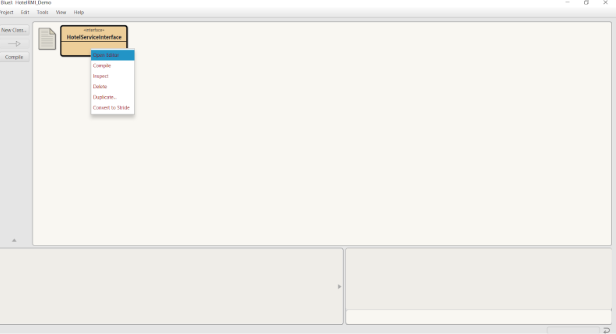 BlueJ: HotelRMI_Demo
Project Edit Tools View Help
New Class...
Compile
«interface»
HotelServiceInterface
Open Editor
Compile
Inspect
Delete
Duplicate...
Convert to Stride